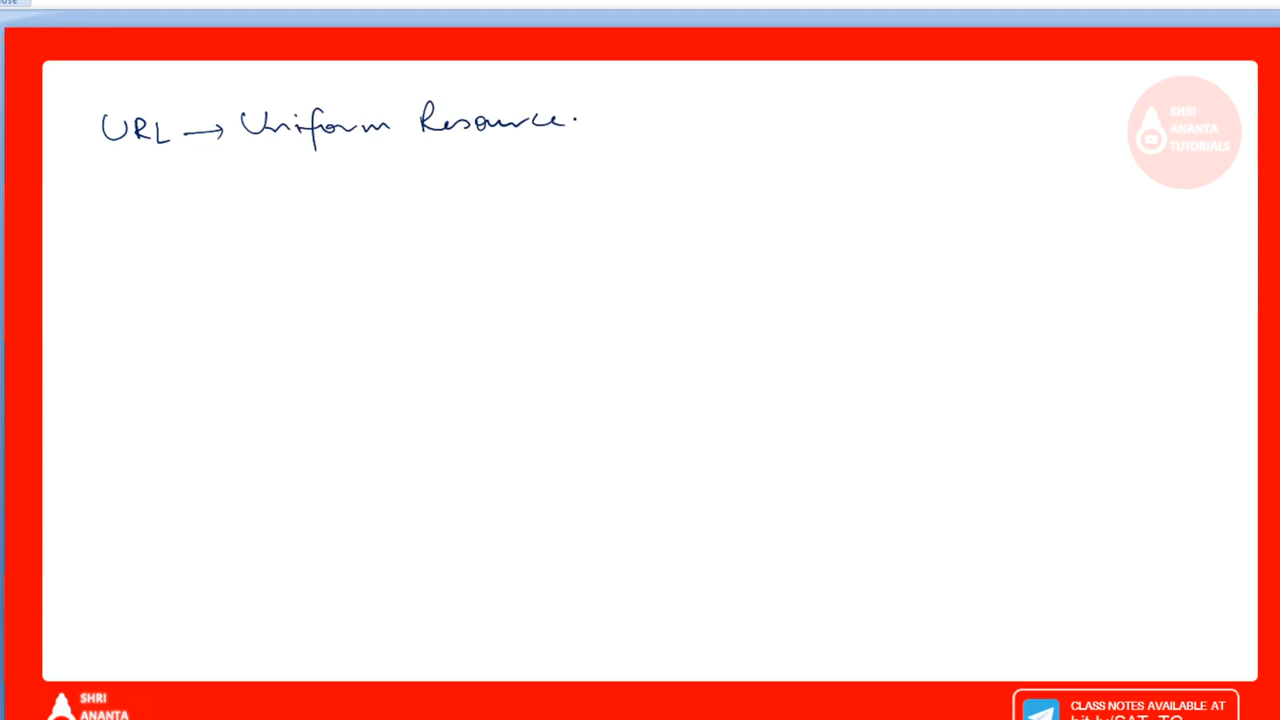 URL → Uniform Resource.
SHRI
ANANTA
TUTORIALS
SHRI
ANANTA
CLASS NOTES AVAILABLE AT